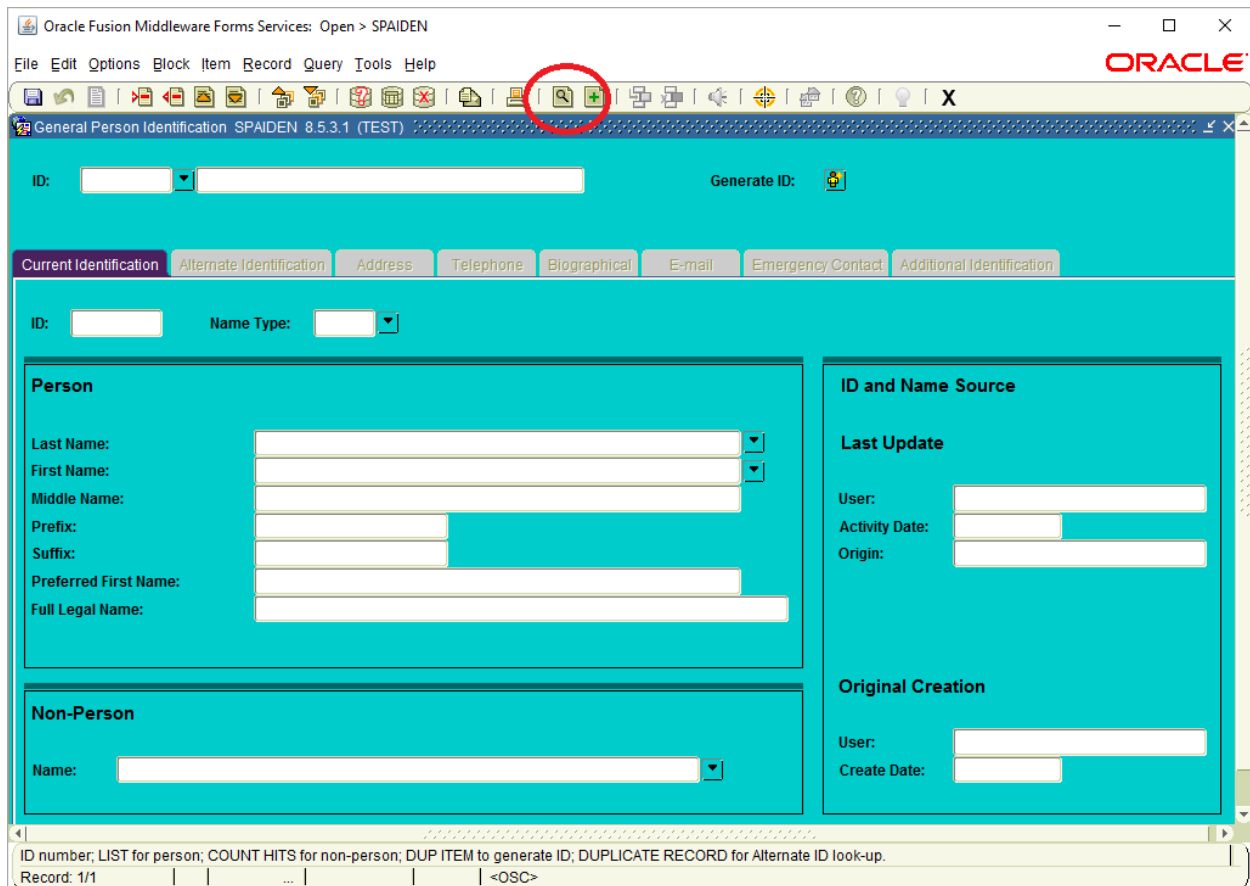 Oracle Fusion Middleware Forms Services: Open > SPAIDEN
File Edit Options Block Item Record Query Tools Help
ORACLE
X
General Person Identification SPAIDEN 8.5.3.1 (TEST)
ID:
Generate ID:
Current Identification Alternate Identification Address Telephone Biographical E-mail Emergency Contact Additional Identification
ID: Name Type:
Person
Last Name:
First Name:
Middle Name:
Prefix:
Suffix:
Preferred First Name:
Full Legal Name:
Non-Person
Name:
ID and Name Source
Last Update
User:
Activity Date:
Origin:
Original Creation
User:
Create Date:
ID number; LIST for person; COUNT HITS for non-person; DUP ITEM to generate ID; DUPLICATE RECORD for Alternate ID look-up.
Record: 1/1 ... <OSC>